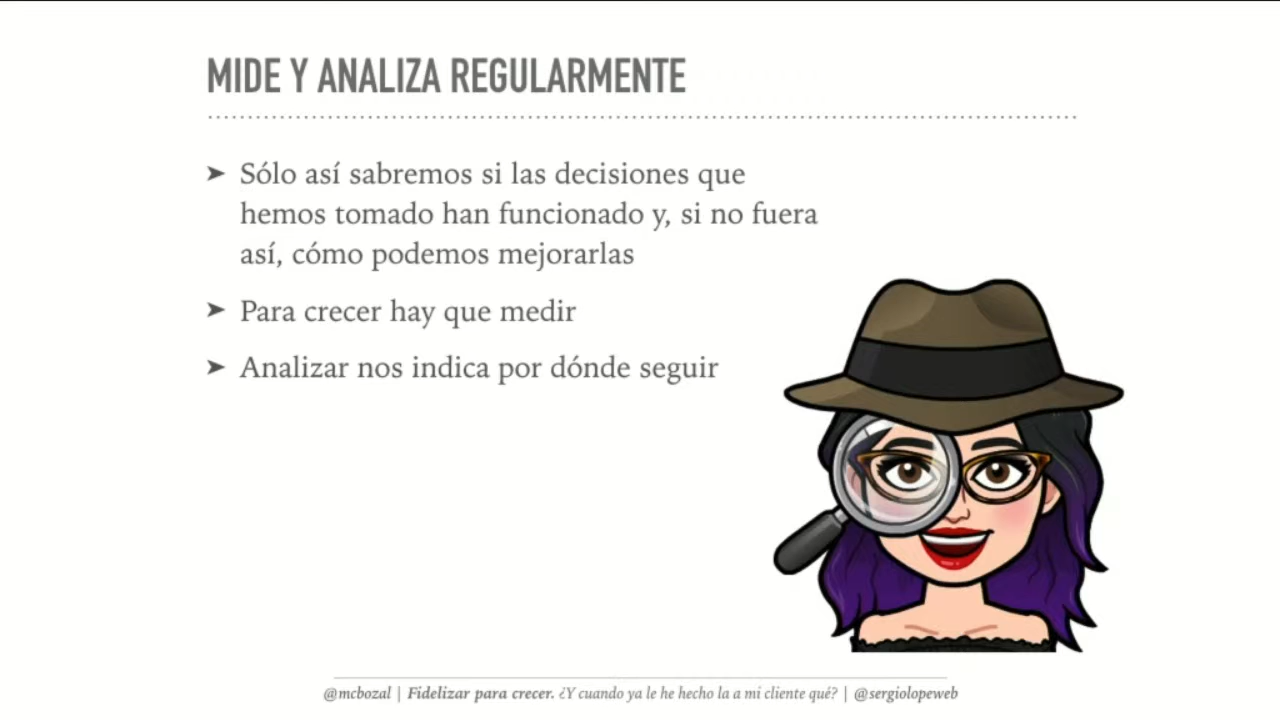 MIDE Y ANALIZA REGULARMENTE
➤ Sólo así sabremos si las decisiones que
hemos tomado han funcionado y, si no fuera
así, cómo podemos mejorarlas
➤ Para crecer hay que medir
➤ Analizar nos indica por dónde seguir
@mcbozal | Fidelizar para crecer. ¿Y cuando ya le he hecho la a mi cliente qué? | @sergiolopeweb